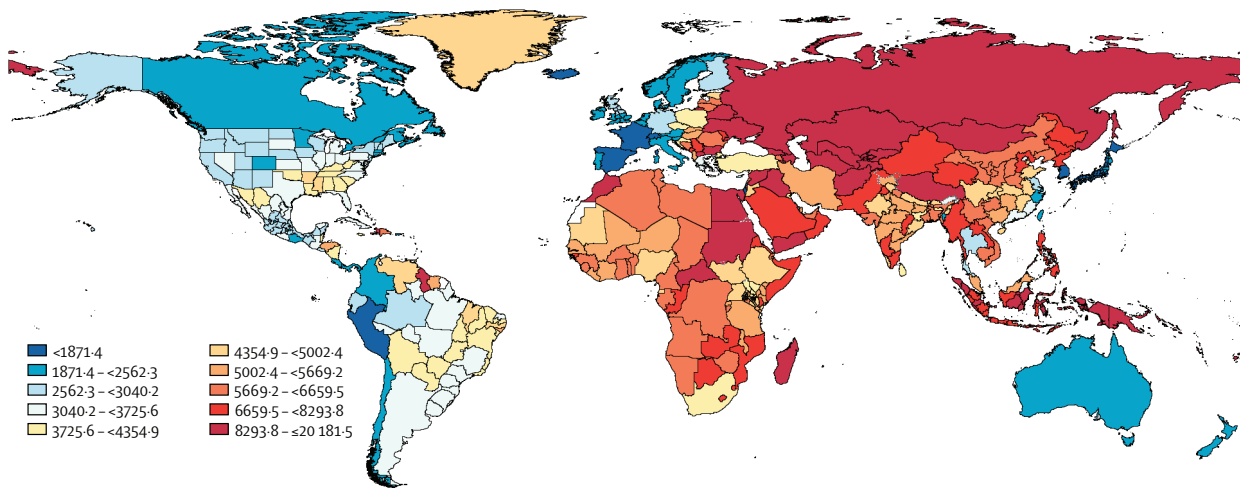 <1871·4
1871·4 – <2562·3
2562·3 – <3040·2
3040·2 – <3725·6
3725·6 – <4354·9
4354·9 – <5002·4
5002·4 – <5669·2
5669·2 – <6659·5
6659·5 – <8293·8
8293·8 – ≤20 181·5